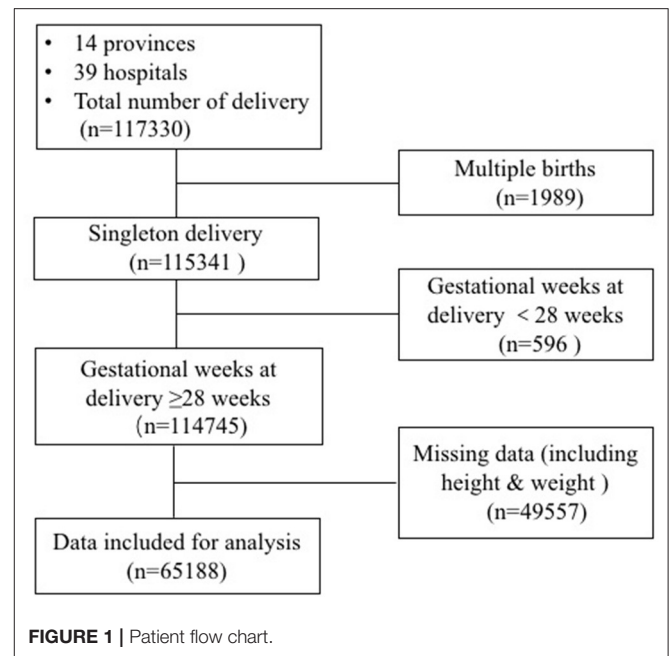 • 14 provinces
• 39 hospitals
• Total number of delivery
(n=117330)
Multiple births
(n=1989)
Singleton delivery
(n=115341 )
Gestational weeks at
delivery < 28 weeks
(n=596 )
Gestational weeks at
delivery ≥28 weeks
(n=114745)
Missing data (including
height & weight )
(n=49557)
Data included for analysis
(n=65188)
FIGURE 1 | Patient flow chart.